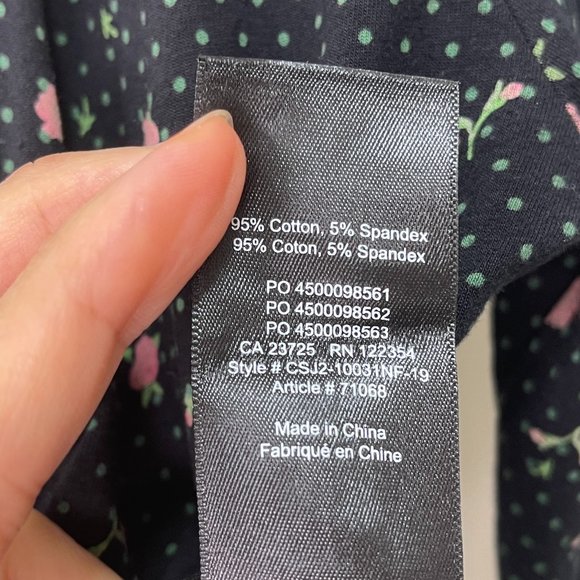 95% Cotton, 5% Spandex
95% Coton, 5% Spandex
PO 4500098561
PO 4500098562
PO 4500098563
CA 23725 RN 122354
Style # CSJ2-10031NF-19
Article # 71068
Made in China
Fabriqué en Chine